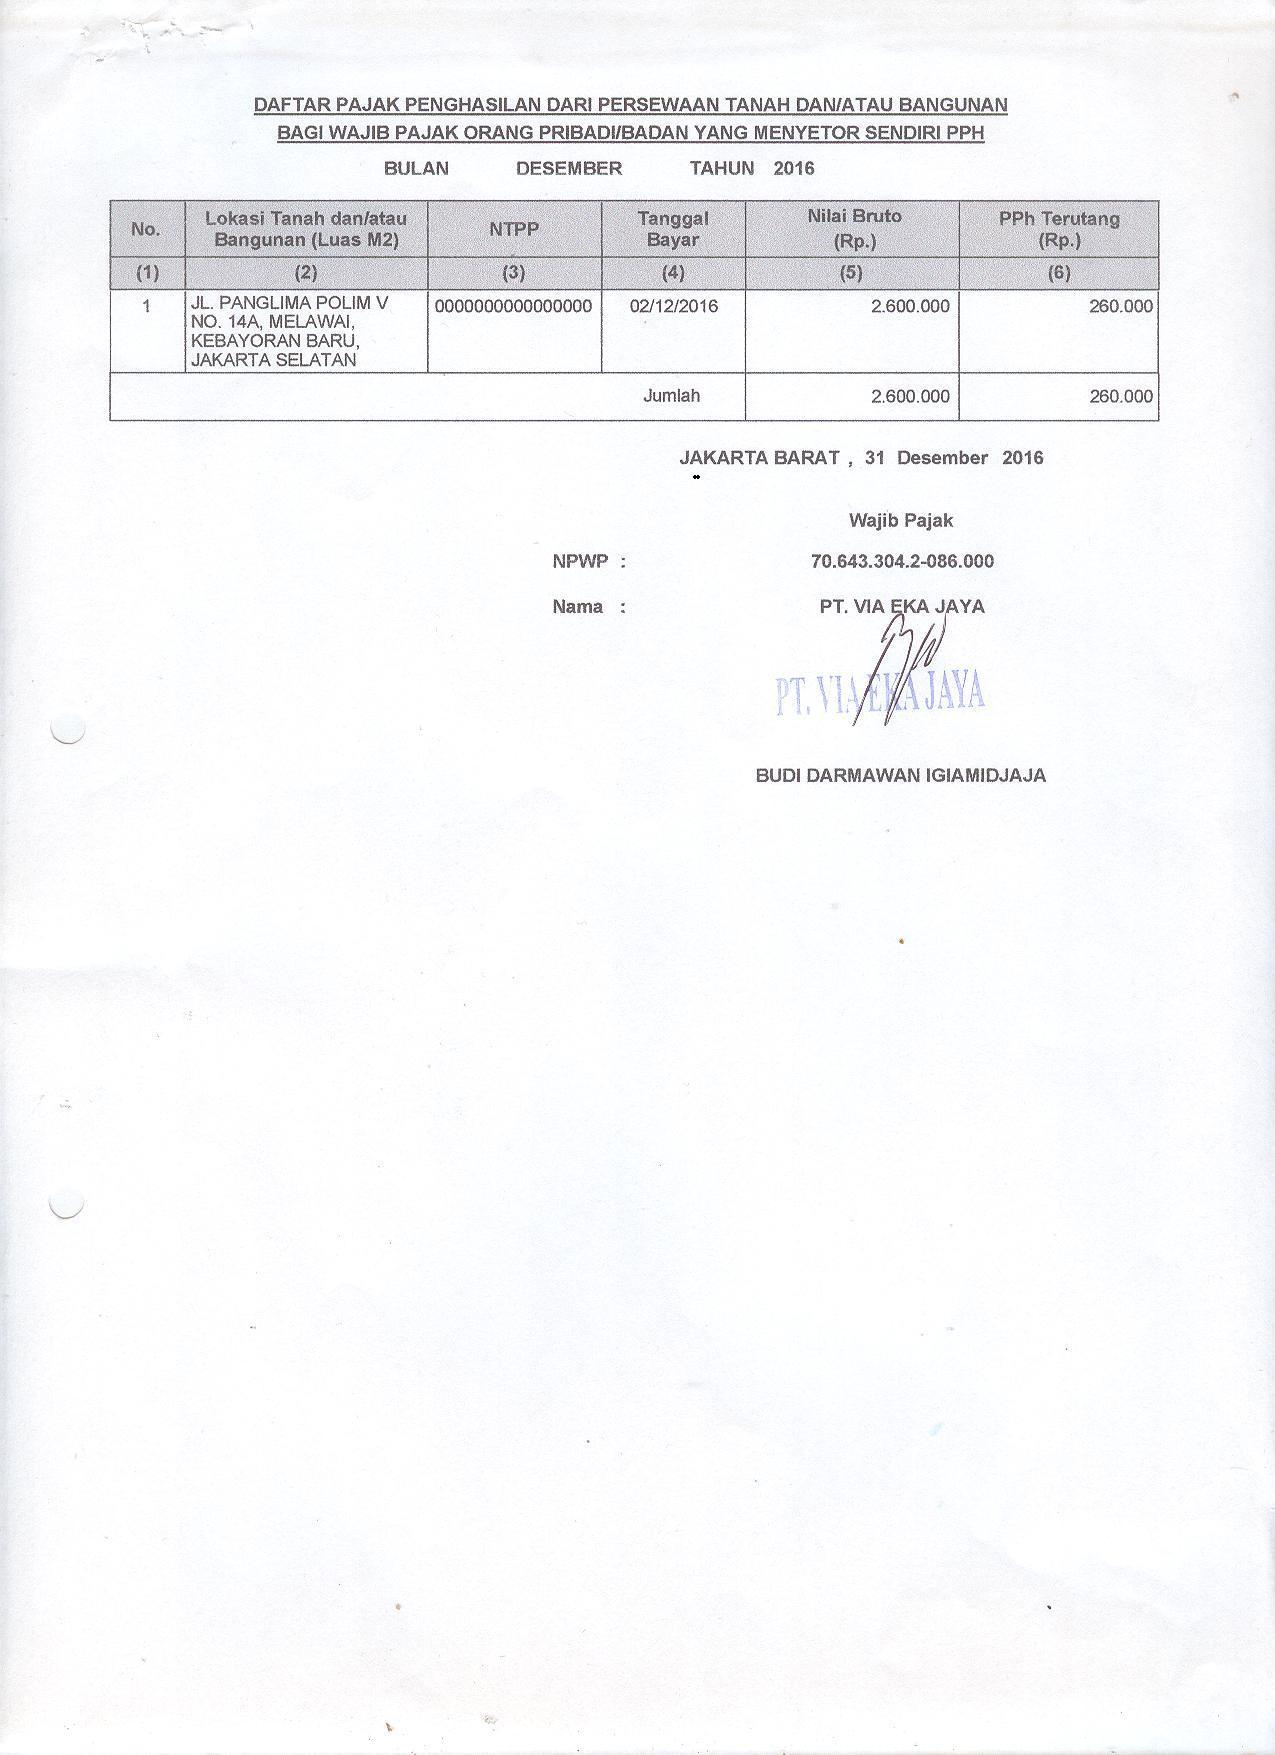 DAFTAR PAJAK PENGHASILAN DARI PERSEWAAN TANAH DAN/ATAU BANGUNAN
BAGI WAJIB PAJAK ORANG PRIBADI/BADAN YANG MENYETOR SENDIRI PPH
BULAN DESEMBER TAHUN 2016
No. Lokasi Tanah dan/atau Bangunan (Luas M2) NTPP Tanggal Bayar Nilai Bruto (Rp.) PPh Terutang (Rp.)
(1) (2) (3) (4) (5) (6)
1 JL. PANGLIMA POLIM V 0000000000000000 02/12/2016 2.600.000 260.000
NO. 14A, MELAWAI,
KEBAYORAN BARU,
JAKARTA SELATAN
Jumlah 2.600.000 260.000
JAKARTA BARAT , 31 Desember 2016
Wajib Pajak
NPWP : 70.643.304.2-086.000
Nama : PT. VIA EKA JAYA
PT. VIA EKA JAYA
BUDI DARMAWAN IGIAMIDJAJA